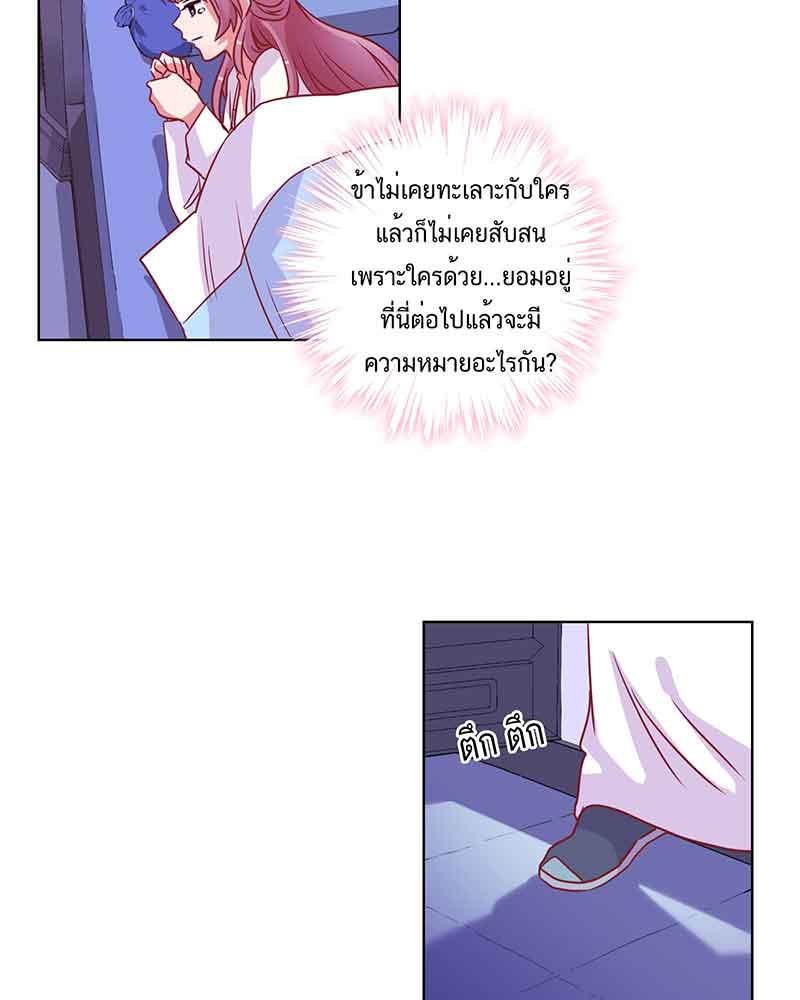 ข้าไม่เคยทะเลาะกับใคร
แล้วก็ไม่เคยสับสน
เพราะใครด้วย...ยอมอยู่
ที่นี่ต่อไปแล้วจะมี
ความหมายอะไรกัน?
ตึก ตึก